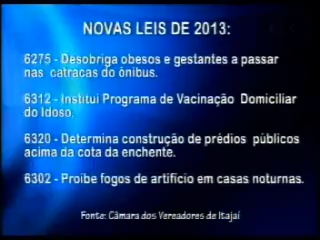 NOVAS LEIS DE 2013:
6275 - Desobriga obesos e gestantes a passar
nas catracas do ônibus.
6312 - Institui Programa de Vacinação Domiciliar
do Idoso.
6320 - Determina construção de prédios públicos
acima da cota da enchente.
6302 - Proíbe fogos de artifício em casas noturnas.
Fonte: Câmara dos Vereadores de Itajaí